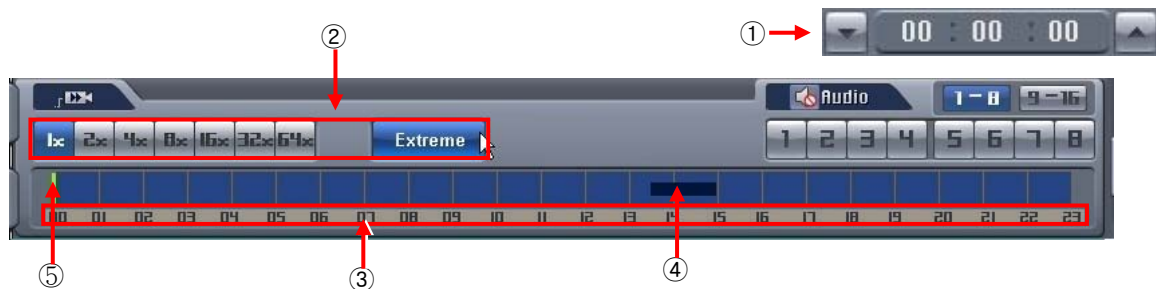 ①
00 : 00 : 00
②
Audio
1-8 9-16
1x 2x 4x 8x 16x 32x 64x Extreme
1 2 3 4 5 6 7 8
00 01 02 03 04 05 06 07 08 09 10 11 12 13 14 15 16 17 18 19 20 21 22 23
⑤ ③ ④